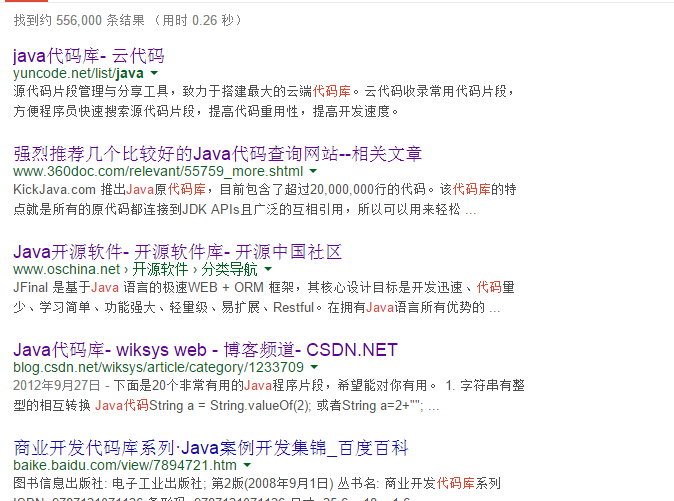 找到约 556,000 条结果 （用时 0.26 秒）
java代码库- 云代码
yuncode.net/list/java
源代码片段管理与分享工具，致力于搭建最大的云端代码库。云代码收录常用代码片段，
方便程序员快速搜索源代码片段，提高代码重用性，提高开发速度。
强烈推荐几个比较好的Java代码查询网站--相关文章
www.360doc.com/relevant/55759_more.shtml
KickJava.com 推出Java原代码库，目前包含了超过20,000,000行的代码。该代码库的特
点就是所有的原代码都连接到JDK APIs且广泛的互相引用，所以可以用来轻松 ...
Java开源软件- 开源软件库- 开源中国社区
www.oschina.net › 开源软件 › 分类导航
JFinal 是基于Java 语言的极速WEB + ORM 框架，其核心设计目标是开发迅速、代码量
少、学习简单、功能强大、轻量级、易扩展、Restful。在拥有Java语言所有优势的 ...
Java代码库- wiksys web - 博客频道- CSDN.NET
blog.csdn.net/wiksys/article/category/1233709
2012年9月27日 - 下面是20个非常有用的Java程序片段，希望能对你有用。 1. 字符串有整
型的相互转换 Java代码String a = String.valueOf(2); 或者String a=2+""; ...
商业开发代码库系列·Java案例开发集锦_百度百科
baike.baidu.com/view/7894721.htm
图书信息出版社: 电子工业出版社; 第2版(2008年9月1日) 丛书名: 商业开发代码库系列